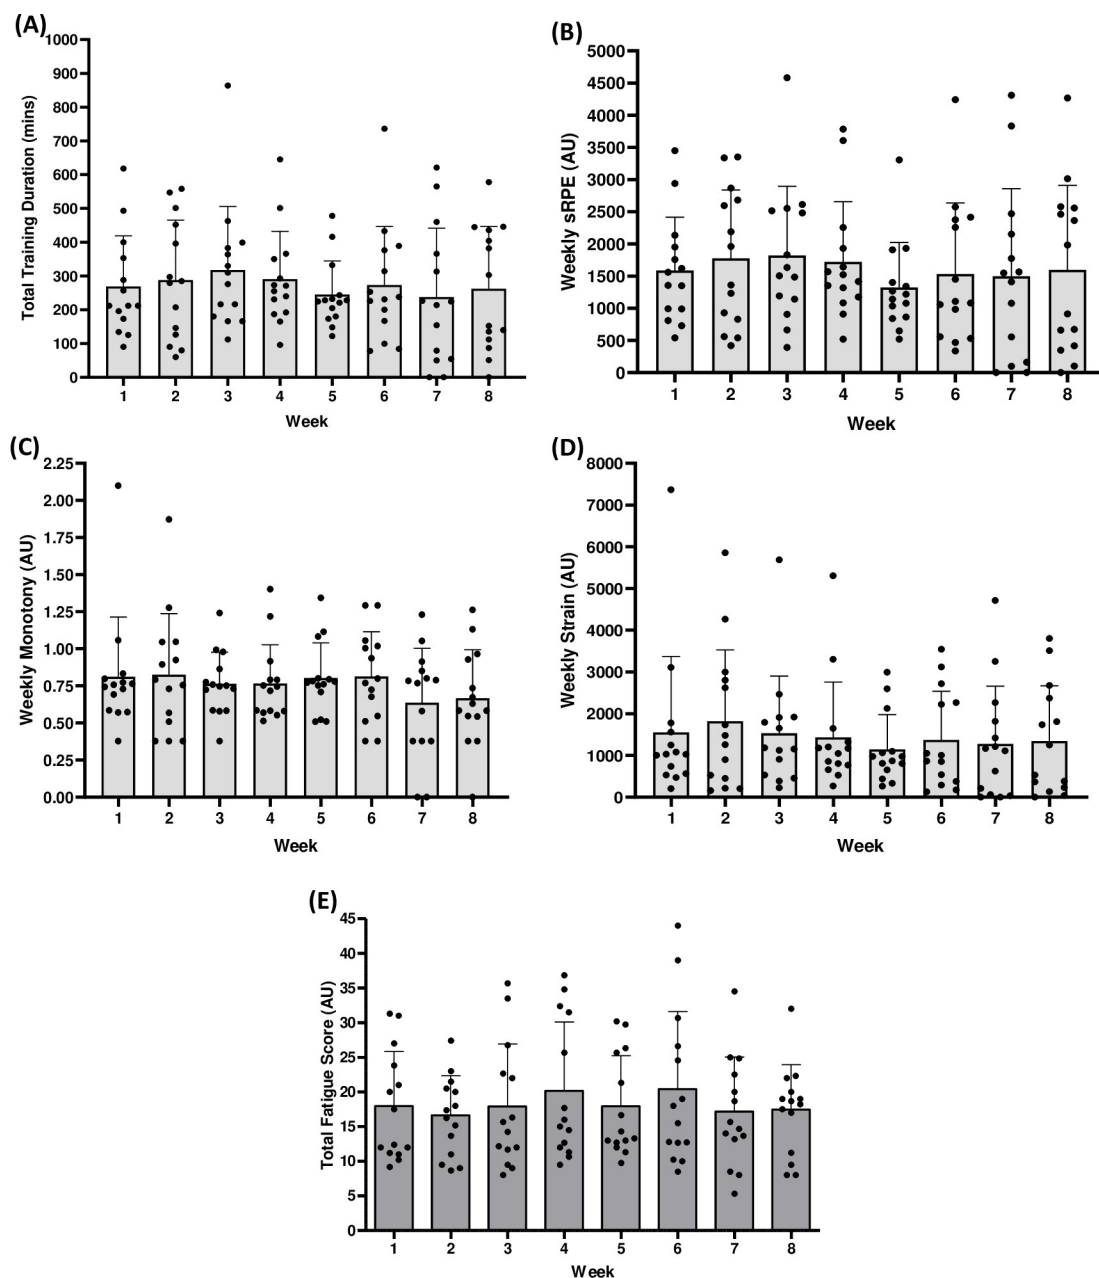 (A)
Total Training Duration (mins)
1000
900
800
700
600
500
400
300
200
100
0
1 2 3 4 5 6 7 8
Week
(B)
Weekly sRPE (AU)
5000
4500
4000
3500
3000
2500
2000
1500
1000
500
0
1 2 3 4 5 6 7 8
Week
(C)
Weekly Monotony (AU)
2.25
2.00
1.75
1.50
1.25
1.00
0.75
0.50
0.25
0.00
1 2 3 4 5 6 7 8
Week
(D)
Weekly Strain (AU)
8000
7000
6000
5000
4000
3000
2000
1000
0
1 2 3 4 5 6 7 8
Week
(E)
Total Fatigue Score (AU)
45
40
35
30
25
20
15
10
5
0
1 2 3 4 5 6 7 8
Week